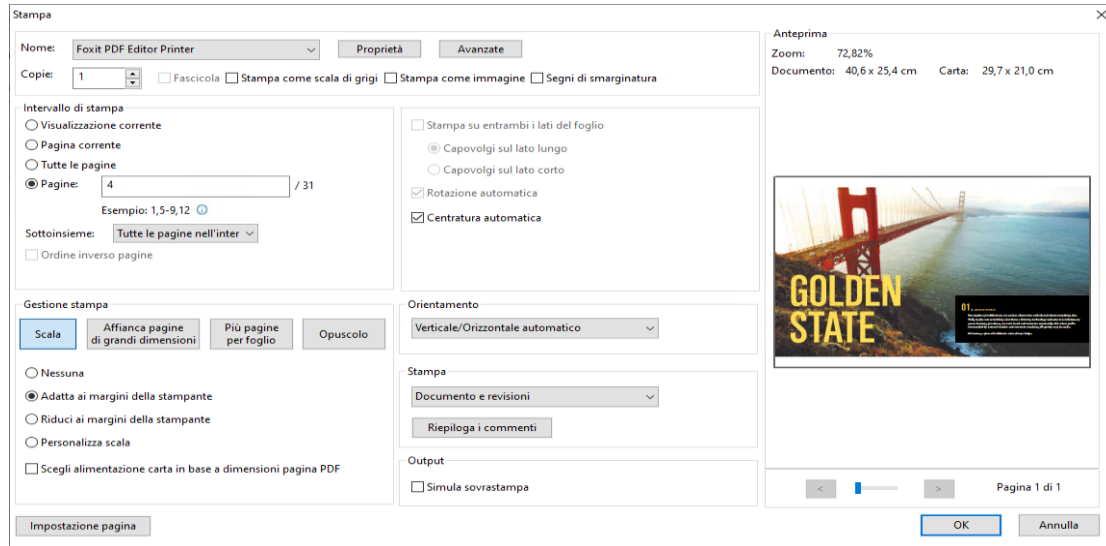 Stampa
Nome: Foxit PDF Editor Printer Proprietà Avanzate
Copie: 1 Fascicola Stampa come scala di grigi Stampa come immagine Segni di smarginatura
Intervallo di stampa
Visualizzazione corrente
Pagina corrente
Tutte le pagine
Pagine: 4 / 31
Esempio: 1,5-9,12
Sottoinsieme: Tutte le pagine nell'inter
Ordine inverso pagine
Stampa su entrambi i lati del foglio
Capovolgi sul lato lungo
Capovolgi sul lato corto
Rotazione automatica
Centratura automatica
Gestione stampa
Scala
Affianca pagine
di grandi dimensioni
Più pagine
per foglio
Opuscolo
Nessuna
Adatta ai margini della stampante
Riduci ai margini della stampante
Personalizza scala
Scegli alimentazione carta in base a dimensioni pagina PDF
Orientamento
Verticale/Orizzontale automatico
Stampa
Documento e revisioni
Riepiloga i commenti
Output
Simula sovrastampa
Anteprima
Zoom: 72,82%
Documento: 40,6 x 25,4 cm Carta: 29,7 x 21,0 cm
GOLDEN
STATE
01
< > Pagina 1 di 1
Impostazione pagina
OK Annulla